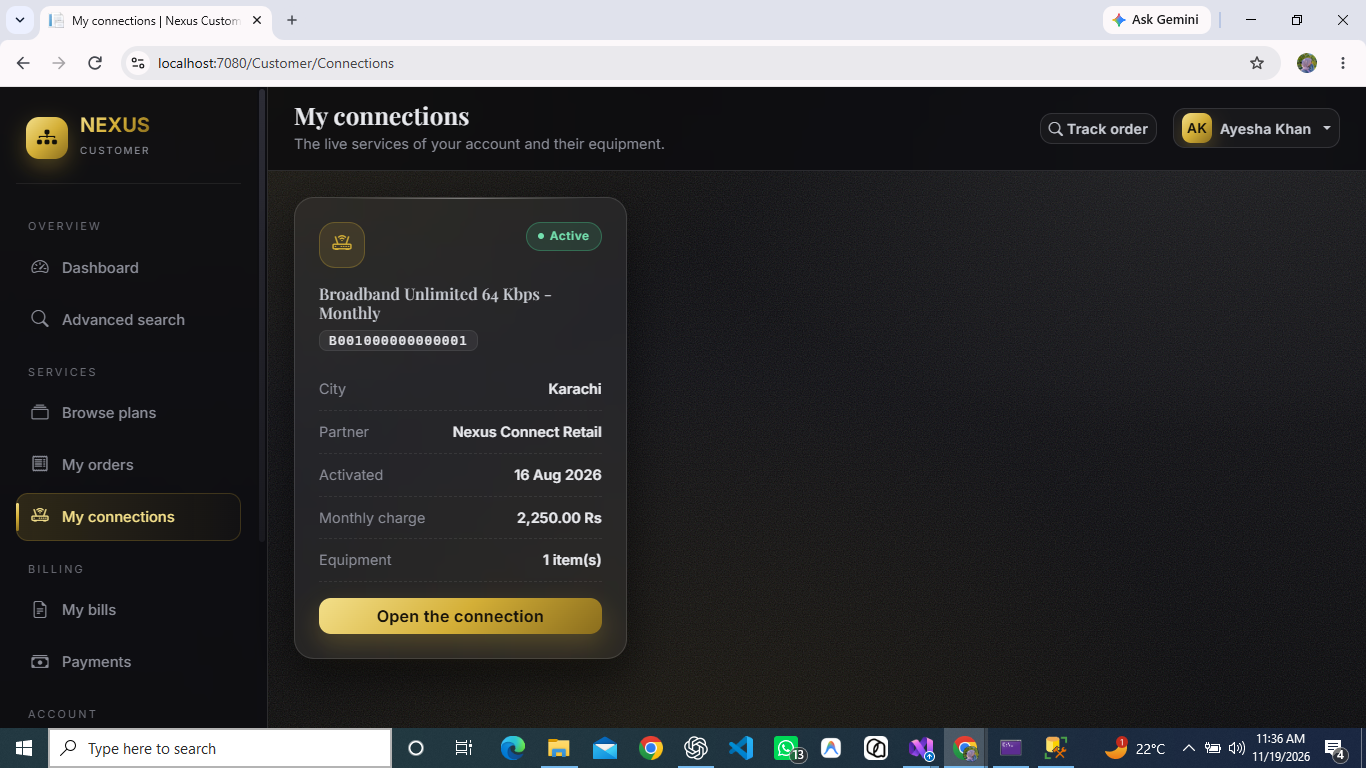 My connections | Nexus Custom
Ask Gemini
localhost:7080/Customer/Connections
NEXUS
CUSTOMER
My connections
The live services of your account and their equipment.
Track order
AK
Ayesha Khan
OVERVIEW
Dashboard
Advanced search
SERVICES
Browse plans
My orders
My connections
BILLING
My bills
Payments
ACCOUNT
Active
Broadband Unlimited 64 Kbps -
Monthly
B001000000000001
City Karachi
Partner Nexus Connect Retail
Activated 16 Aug 2026
Monthly charge 2,250.00 Rs
Equipment 1 item(s)
Open the connection
Type here to search
13
1
22°C
11:36 AM
11/19/2026
4